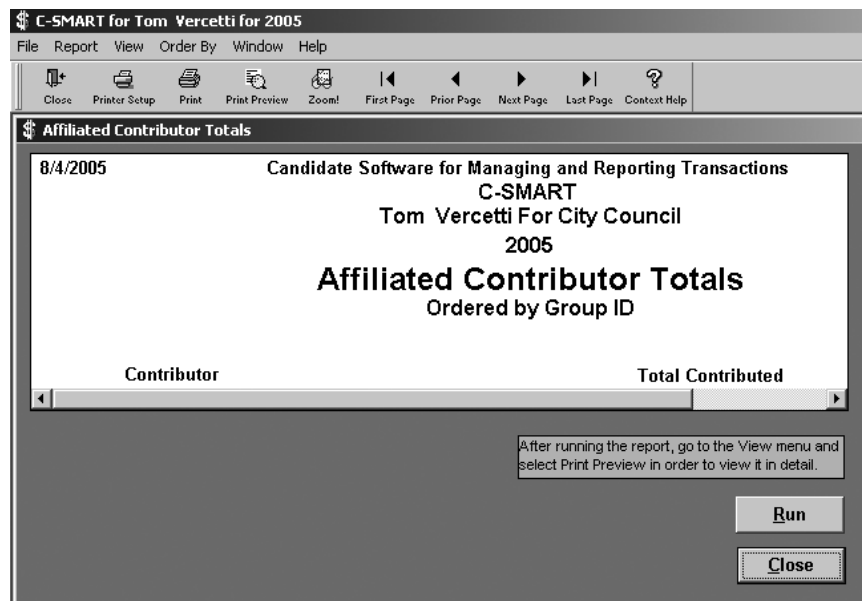 C-SMART for Tom Vercetti for 2005
File Report View Order By Window Help
Close Printer Setup Print Print Preview Zoom! First Page Prior Page Next Page Last Page Context Help
Affiliated Contributor Totals
8/4/2005 Candidate Software for Managing and Reporting Transactions
C-SMART
Tom Vercetti For City Council
2005
Affiliated Contributor Totals
Ordered by Group ID
Contributor Total Contributed
After running the report, go to the View menu and
select Print Preview in order to view it in detail.
Run
Close